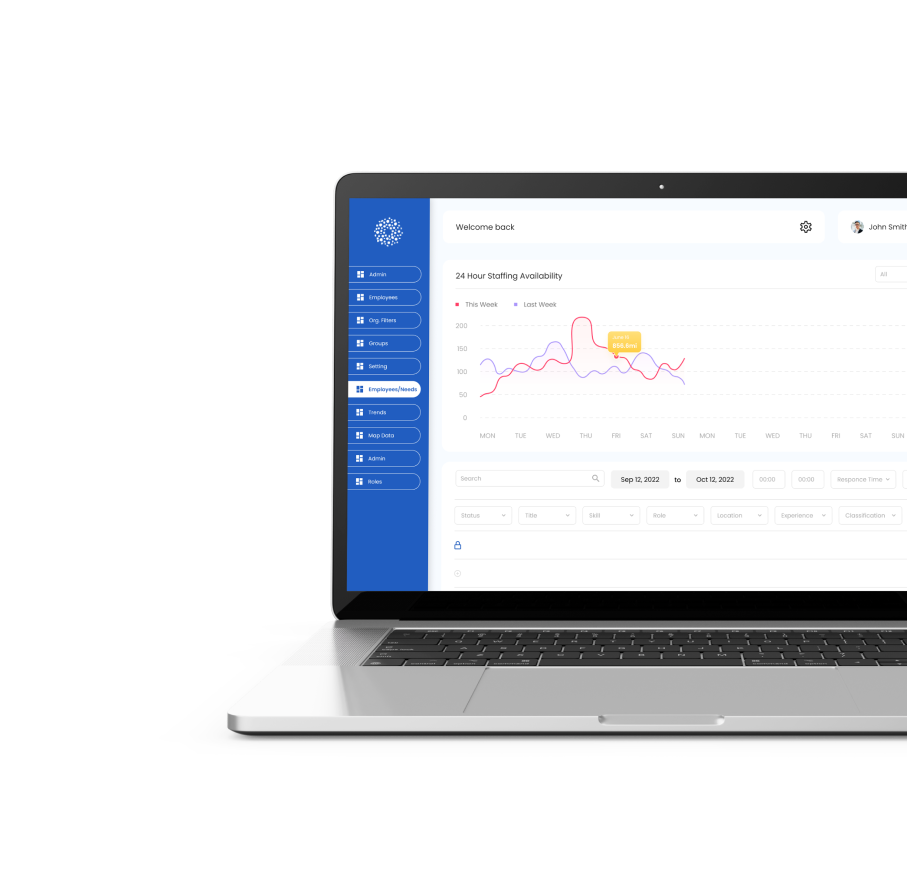 Welcome back
John Smith
Admin
Employees
Org. Filters
Groups
Setting
Employees/Needs
Trends
Map Data
Admin
Roles
24 Hour Staffing Availability
All
This Week
Last Week
200
150
100
50
0
656,6mi
MON TUE WED THU FRI SAT SUN MON TUE WED THU FRI SAT SUN
Search
Sep 12, 2022 to Oct 12, 2022
00:00
00:00
Responce Time
Status
Title
Skill
Role
Location
Experience
Classification